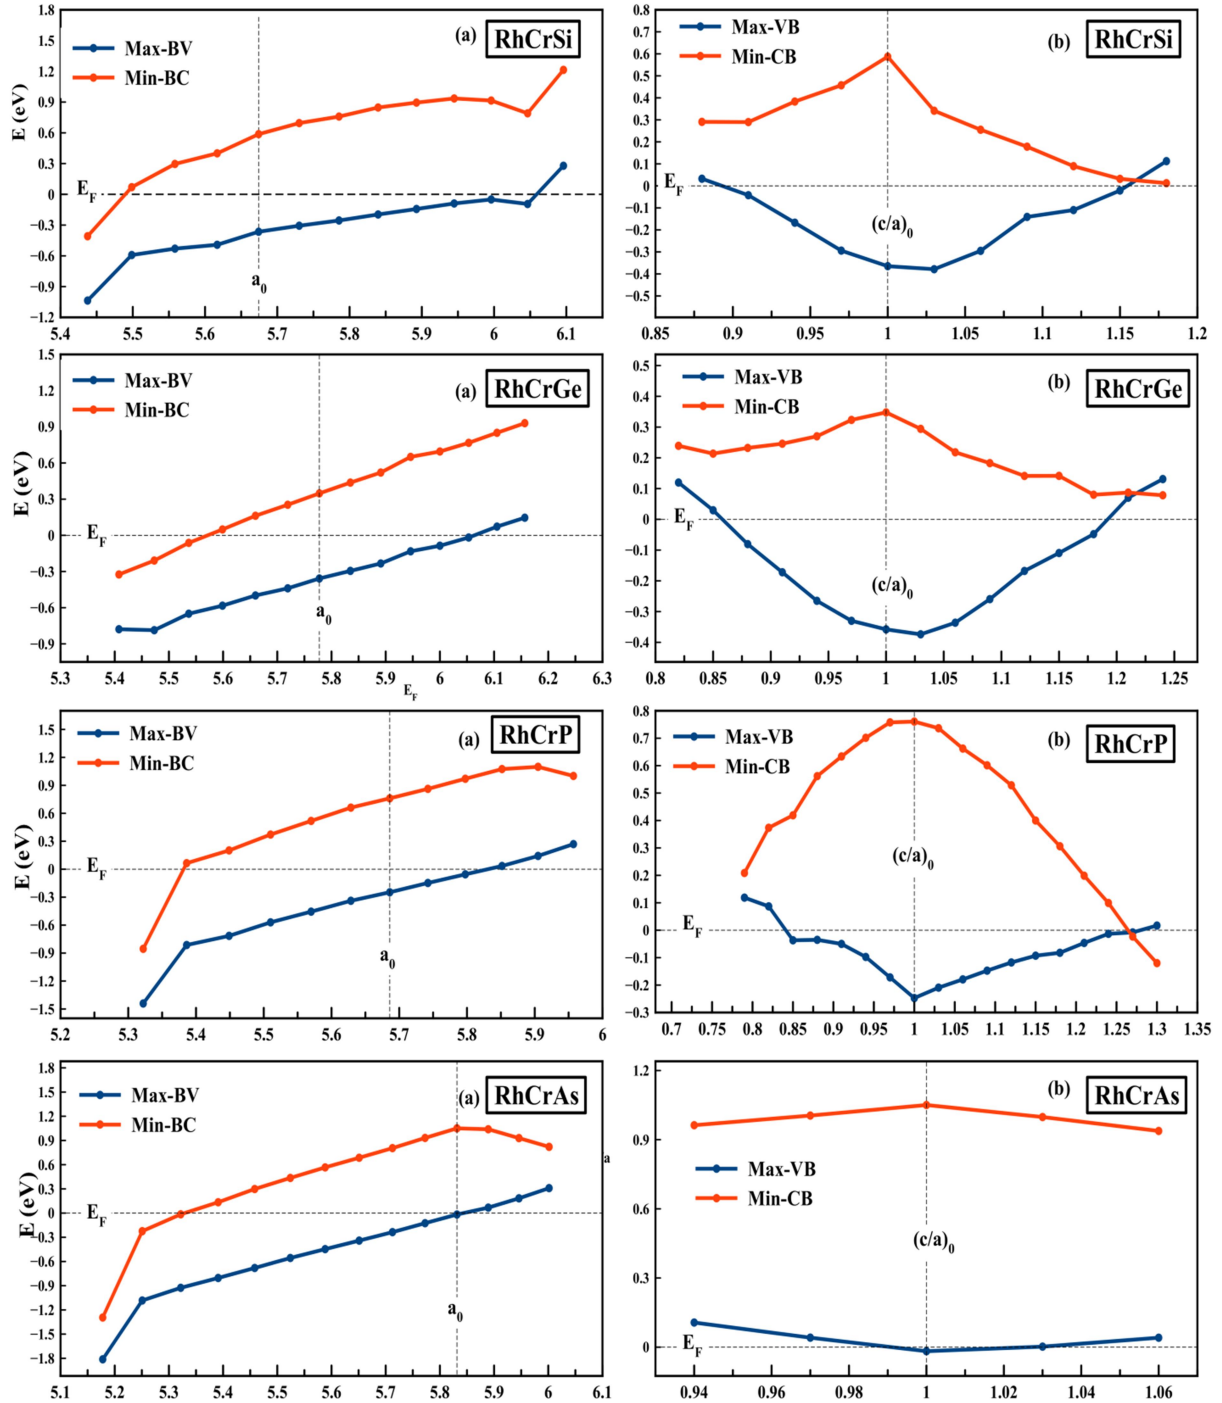 1.8
1.5
1.2
0.9
0.6
0.3
0
−0.3
−0.6
−0.9
−1.2
E (eV)
E_F
Max-BV
Min-BC
(a)
RhCrSi
a_0
5.4 5.5 5.6 5.7 5.8 5.9 6 6.1
0.8
0.7
0.6
0.5
0.4
0.3
0.2
0.1
0
−0.1
−0.2
−0.3
−0.4
−0.5
E_F
Max-VB
Min-CB
(b)
RhCrSi
(c/a)_0
0.85 0.9 0.95 1 1.05 1.1 1.15 1.2
1.5
1.2
0.9
0.6
0.3
0
−0.3
−0.6
−0.9
E (eV)
E_F
Max-BV
Min-BC
(a)
RhCrGe
a_0
5.3 5.4 5.5 5.6 5.7 5.8 5.9 6 6.1 6.2 6.3
E_F
0.5
0.4
0.3
0.2
0.1
0
−0.1
−0.2
−0.3
−0.4
E_F
Max-VB
Min-CB
(b)
RhCrGe
(c/a)_0
0.8 0.85 0.9 0.95 1 1.05 1.1 1.15 1.2 1.25
1.5
1.2
0.9
0.6
0.3
0
−0.3
−0.6
−0.9
−1.2
−1.5
E (eV)
E_F
Max-BV
Min-BC
(a)
RhCrP
a_0
5.2 5.3 5.4 5.5 5.6 5.7 5.8 5.9 6
0.8
0.7
0.6
0.5
0.4
0.3
0.2
0.1
0
−0.1
−0.2
−0.3
E_F
Max-VB
Min-CB
(b)
RhCrP
(c/a)_0
0.7 0.75 0.8 0.85 0.9 0.95 1 1.05 1.1 1.15 1.2 1.25 1.3 1.35
1.8
1.5
1.2
0.9
0.6
0.3
0
−0.3
−0.6
−0.9
−1.2
−1.5
−1.8
E (eV)
E_F
Max-BV
Min-BC
(a)
RhCrAs
a_0
a
5.1 5.2 5.3 5.4 5.5 5.6 5.7 5.8 5.9 6 6.1
1.2
0.9
0.6
0.3
0
E_F
Max-VB
Min-CB
(b)
RhCrAs
(c/a)_0
0.94 0.96 0.98 1 1.02 1.04 1.06